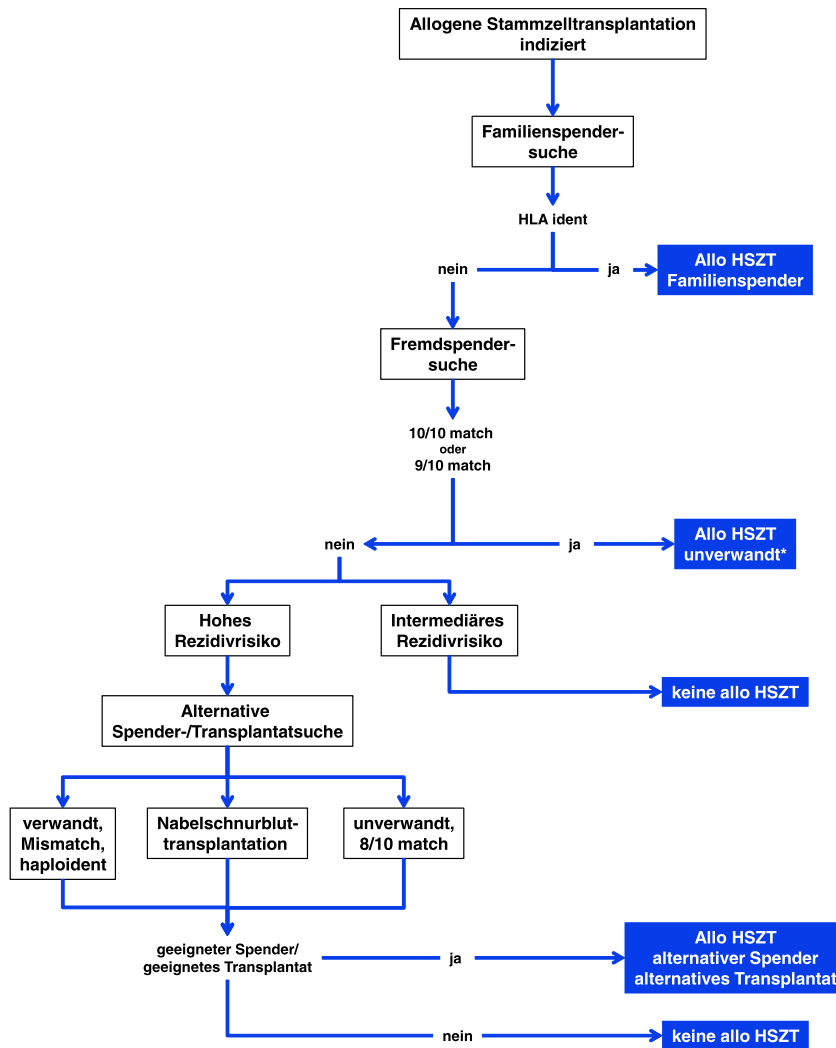 Allogene Stammzelltransplantation
indiziert
Familienspender-
suche
HLA ident
nein
ja
Allo HSZT
Familienspender
Fremdspender-
suche
10/10 match
oder
9/10 match
nein
ja
Allo HSZT
unverwandt*
Hohes
Rezidivrisiko
Intermediäres
Rezidivrisiko
keine allo HSZT
Alternative
Spender-/Transplantatsuche
verwandt,
Mismatch,
haploident
Nabelschnurblut-
transplantation
unverwandt,
8/10 match
geeigneter Spender/
geeignetes Transplantat
ja
Allo HSZT
alternativer Spender
alternatives Transplantat
nein
keine allo HSZT